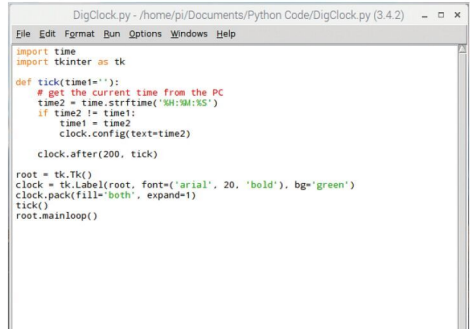 DigClock.py - /home/pi/Documents/Python Code/DigClock.py (3.4.2)
File Edit Format Run Options Windows Help
import time
import tkinter as tk
def tick(time1=''):
    # get the current time from the PC
    time2 = time.strftime('%H:%M:%S')
    if time2 != time1:
        time1 = time2
        clock.config(text=time2)
    clock.after(200, tick)
root = tk.Tk()
clock = tk.Label(root, font=('arial', 20, 'bold'), bg='green')
clock.pack(fill='both', expand=1)
tick()
root.mainloop()